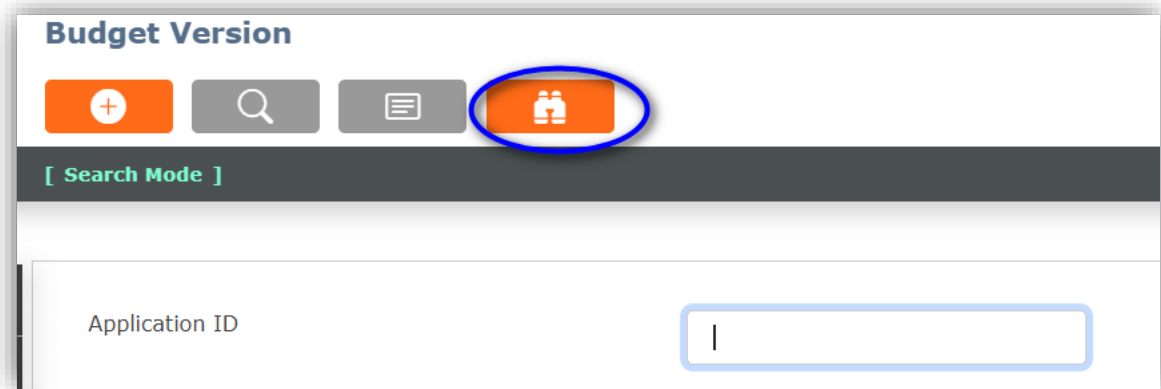 Budget Version
[ Search Mode ]
Application ID